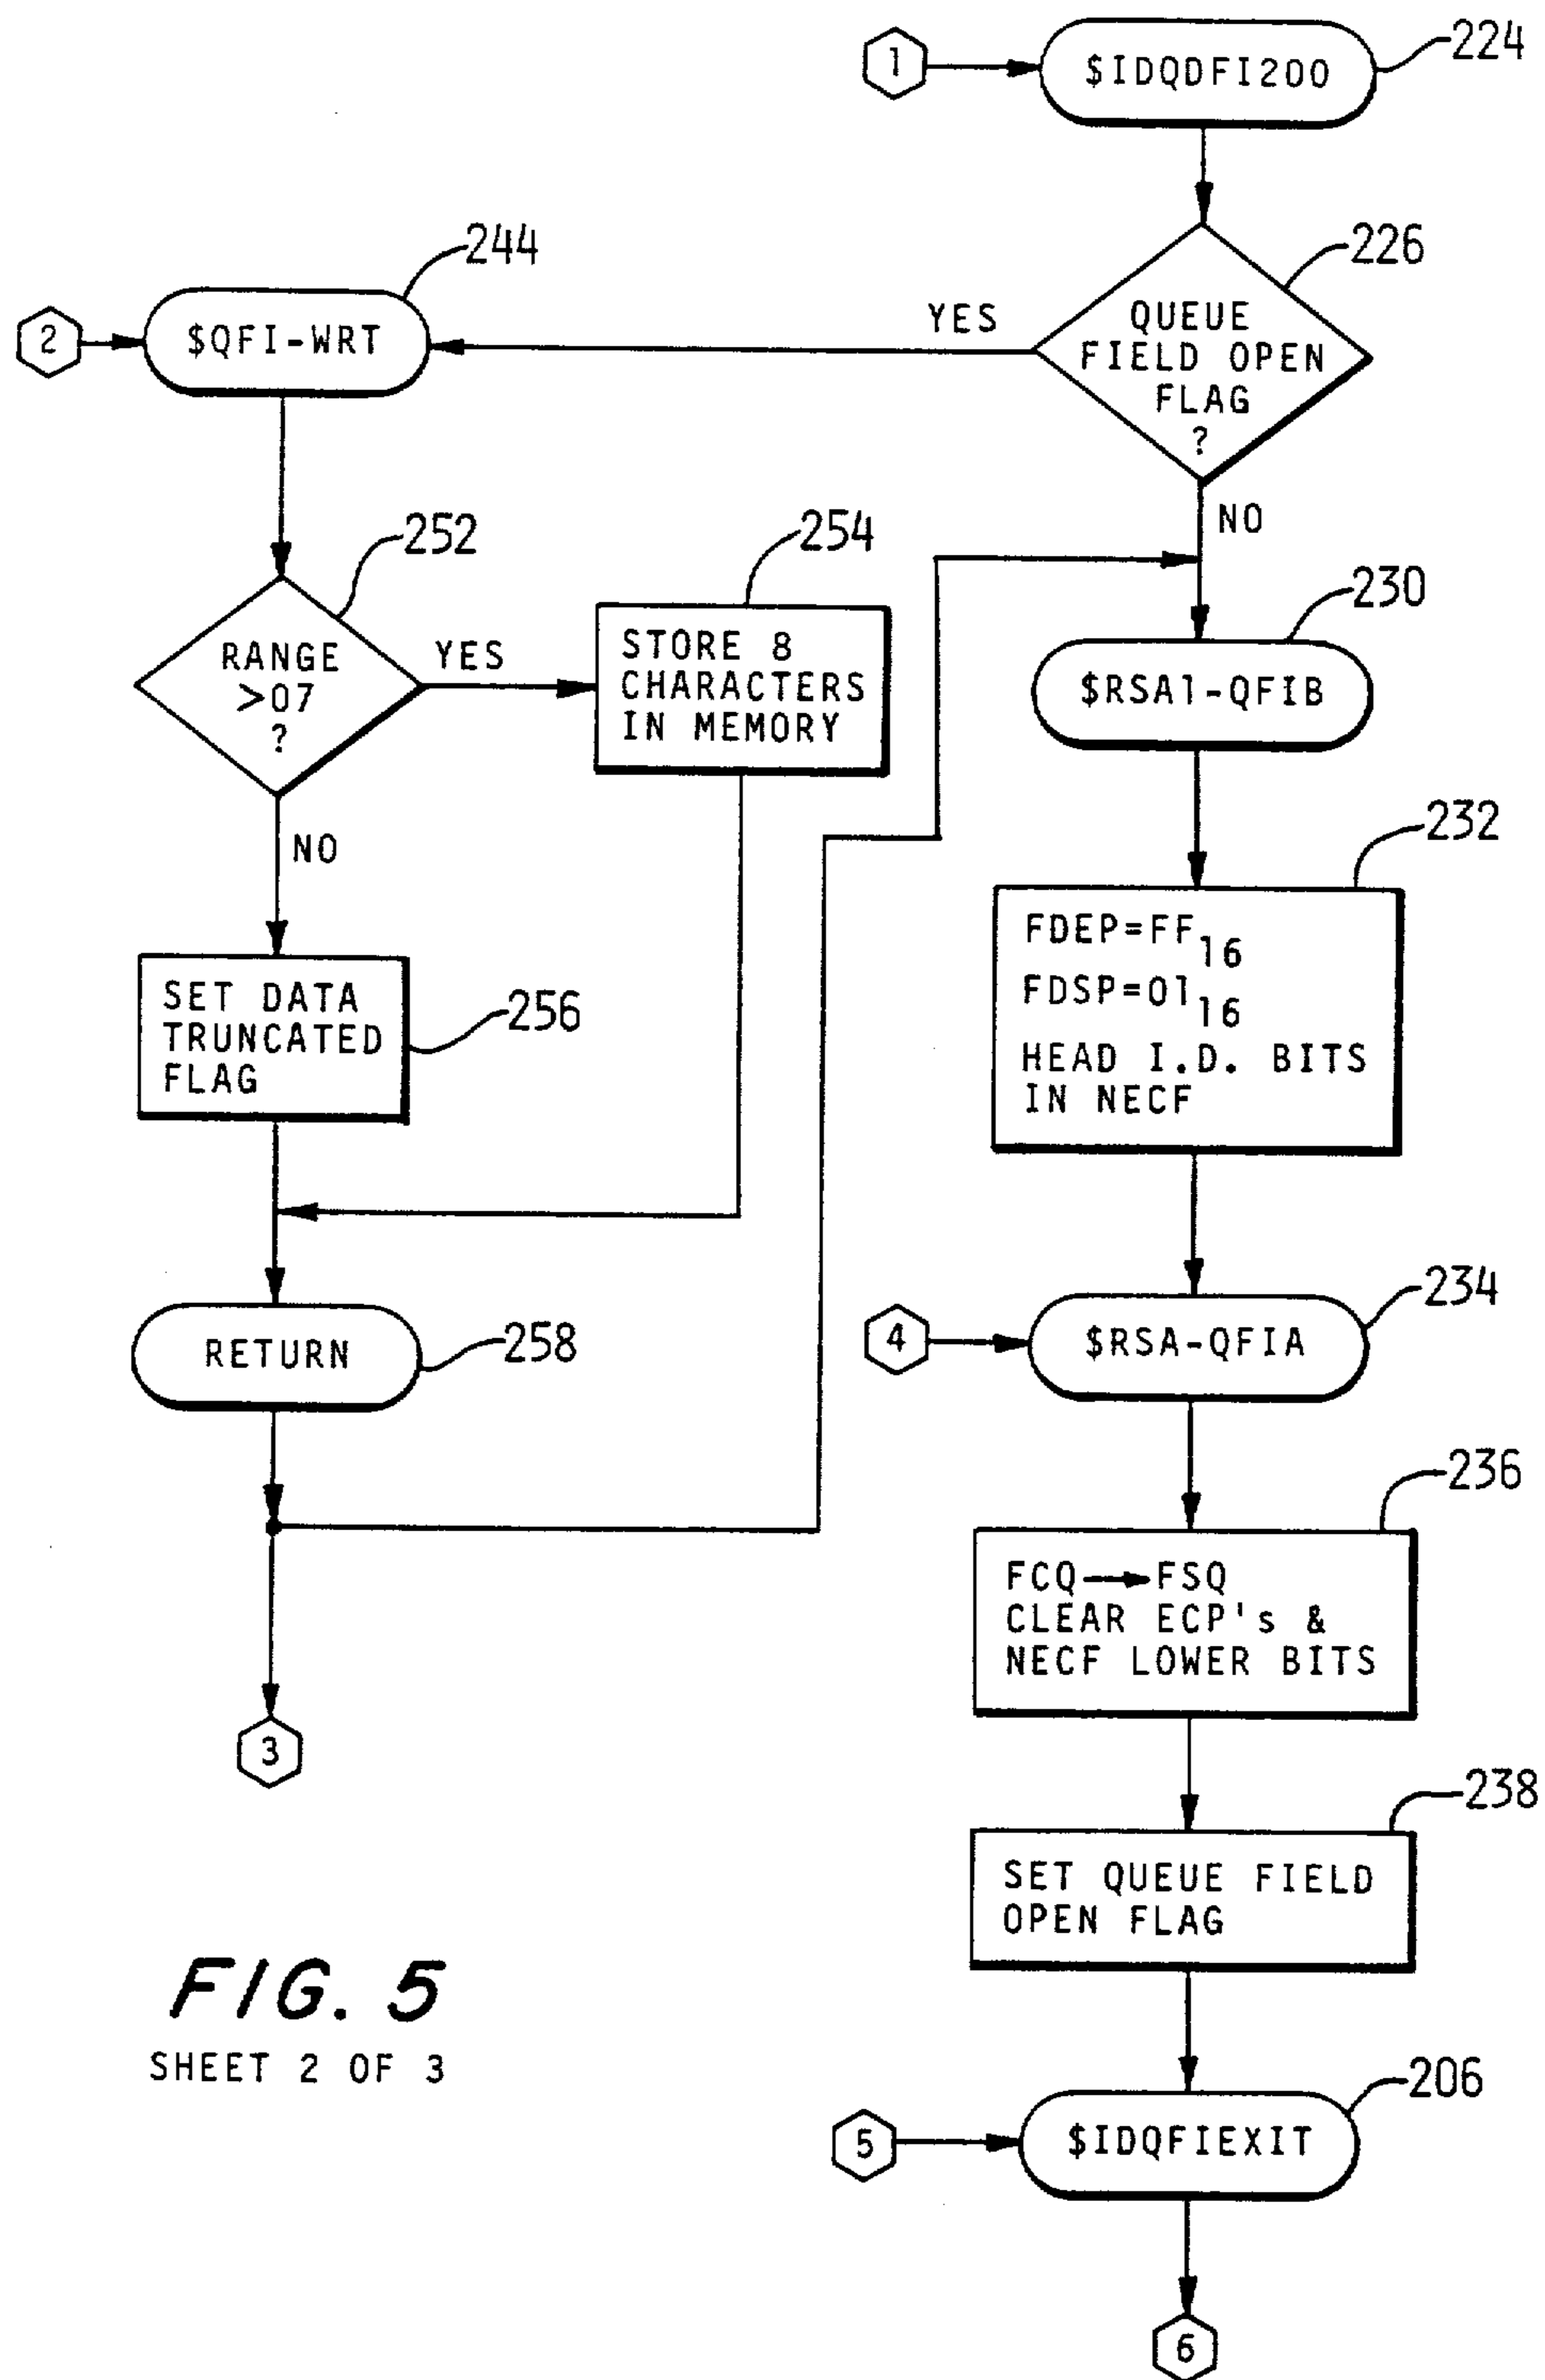 1
$IDQDFI200
224
QUEUE
FIELD OPEN
FLAG
?
226
YES
NO
2
$QFI-WRT
244
RANGE
>07
?
252
YES
NO
STORE 8
CHARACTERS
IN MEMORY
254
SET DATA
TRUNCATED
FLAG
256
RETURN
258
3
$RSA1-QFIB
230
FDEP=FF16
FDSP=0116
HEAD I.D. BITS
IN NECF
232
4
$RSA-QFIA
234
FCQ→FSQ
CLEAR ECP's &
NECF LOWER BITS
236
SET QUEUE FIELD
OPEN FLAG
238
5
$IDQFIEXIT
206
6
FIG. 5
SHEET 2 OF 3